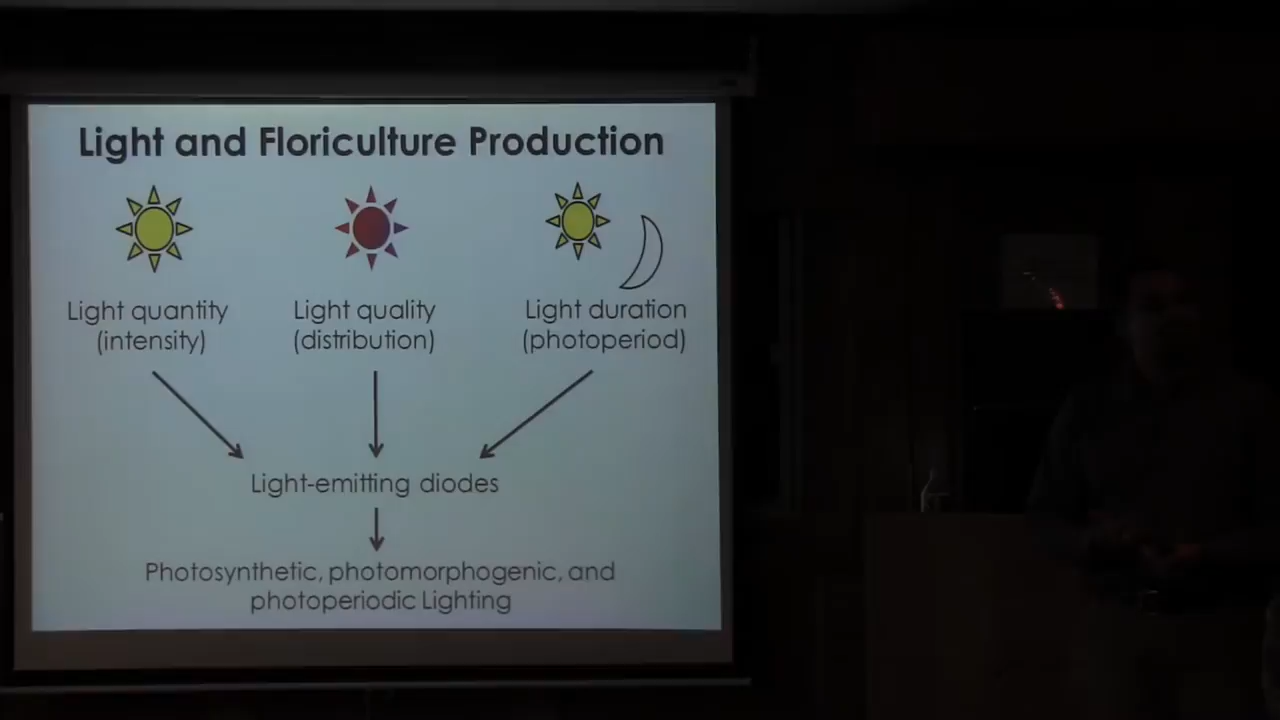 Light and Floriculture Production
Light quantity
(intensity)
Light quality
(distribution)
Light duration
(photoperiod)
Light-emitting diodes
Photosynthetic, photomorphogenic, and
photoperiodic Lighting